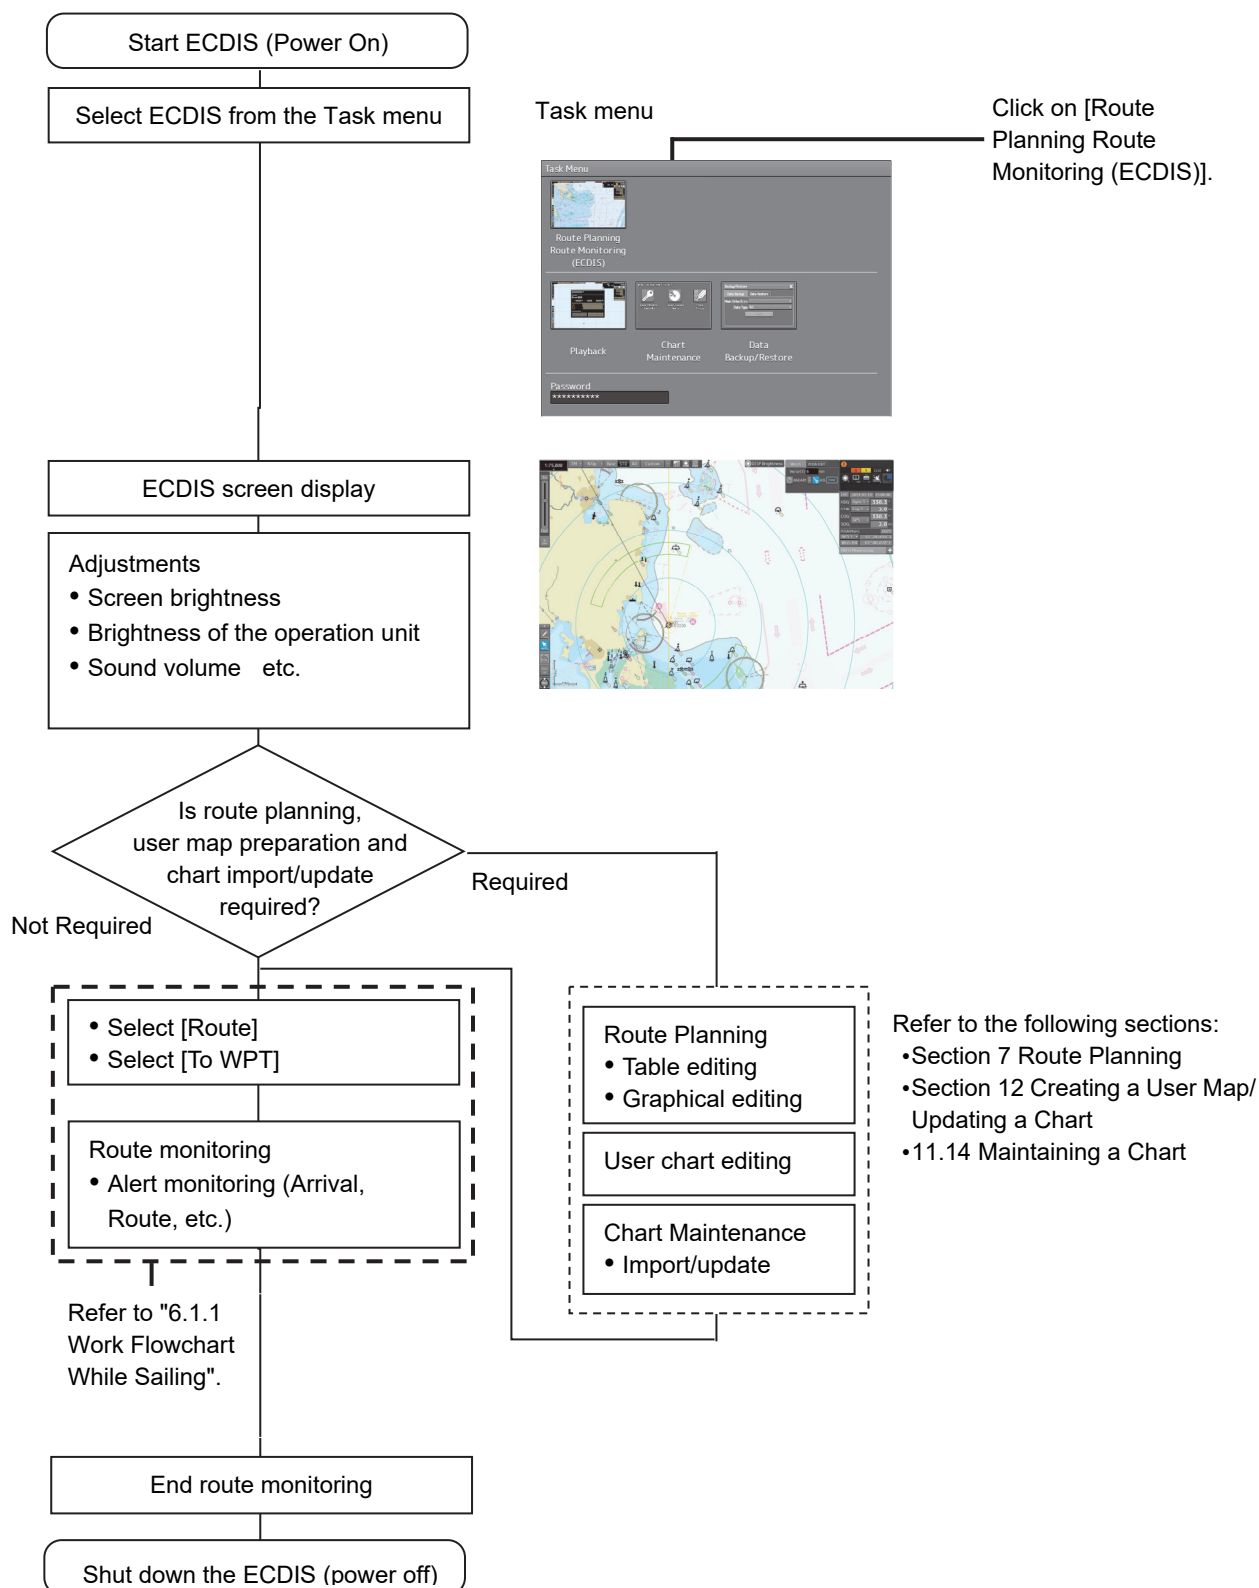 Start ECDIS (Power On)
Select ECDIS from the Task menu
Task menu
Click on [Route
Planning Route
Monitoring (ECDIS)].
Task Menu
Route Planning
Route Monitoring
(ECDIS)
Playback
Chart
Maintenance
Data
Backup/Restore
Password
**********
ECDIS screen display
Adjustments
• Screen brightness
• Brightness of the operation unit
• Sound volume etc.
Is route planning,
user map preparation and
chart import/update
required?
Required
Not Required
• Select [Route]
• Select [To WPT]
Route monitoring
• Alert monitoring (Arrival,
Route, etc.)
Refer to "6.1.1
Work Flowchart
While Sailing".
Route Planning
• Table editing
• Graphical editing
User chart editing
Chart Maintenance
• Import/update
Refer to the following sections:
•Section 7 Route Planning
•Section 12 Creating a User Map/
Updating a Chart
•11.14 Maintaining a Chart
End route monitoring
Shut down the ECDIS (power off)